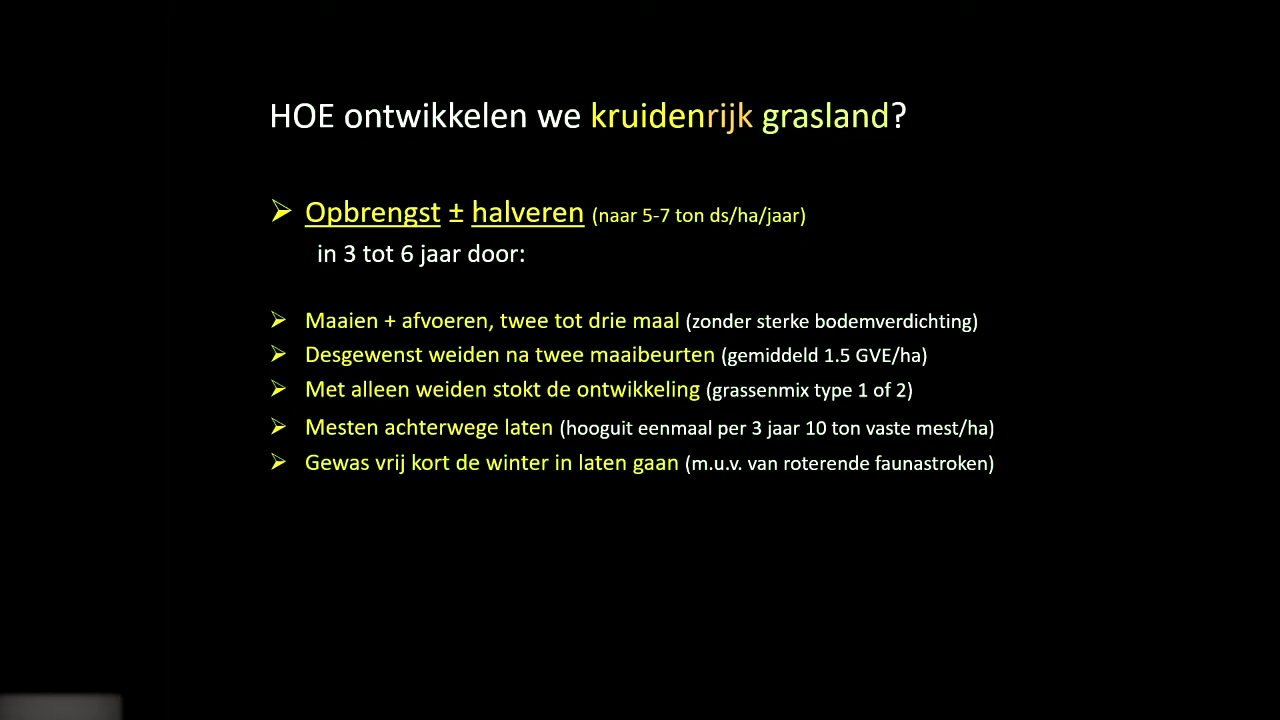 HOE ontwikkelen we kruidenrijk grasland?
➢ Opbrengst ± halveren (naar 5-7 ton ds/ha/jaar)
in 3 tot 6 jaar door:
➢ Maaien + afvoeren, twee tot drie maal (zonder sterke bodemverdichting)
➢ Desgewenst weiden na twee maaibeurten (gemiddeld 1.5 GVE/ha)
➢ Met alleen weiden stokt de ontwikkeling (grassenmix type 1 of 2)
➢ Mesten achterwege laten (hooguit eenmaal per 3 jaar 10 ton vaste mest/ha)
➢ Gewas vrij kort de winter in laten gaan (m.u.v. van roterende faunastroken)